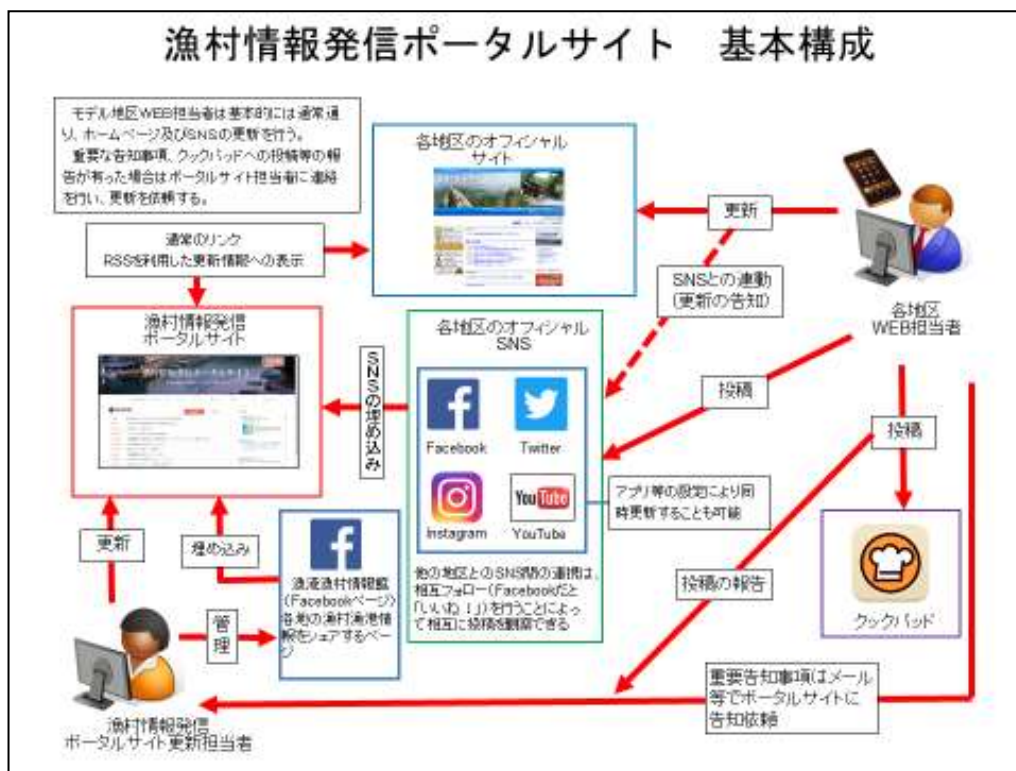 漁村情報発信ポータルサイト 基本構成
モデル地区WEB担当者は基本的には通常通
り、ホームページ及びSNSの更新を行う。
重要な告知事項、クックパッドへの投稿等の報
告が有った場合はポータルサイト担当者に連絡
を行い、更新を依頼する。
各地区のオフィシャル
サイト
更新
通常のリンク
RSSを利用した更新情報への表示
SNSとの連動
(更新の告知)
各地区
WEB担当者
漁村情報発信
ポータルサイト
SNSの埋め込み
各地区のオフィシャル
SNS
Facebook
Twitter
Instagram
YouTube
YouTube
投稿
投稿
アプリ等の設定により同
時更新することも可能
他の地区とのSNS間の連携は、
相互フォロー(Facebookだと
「いいね!」)を行うことによっ
て相互に投稿を観察できる
更新
埋め込み
漁港漁村情報館
(Facebookページ)
各地の漁村漁港情
報をシェアするペー
ジ
管理
投稿の報告
クックパッド
重要告知事項はメール
等でポータルサイトに
告知依頼
漁村情報発信
ポータルサイト更新担当者